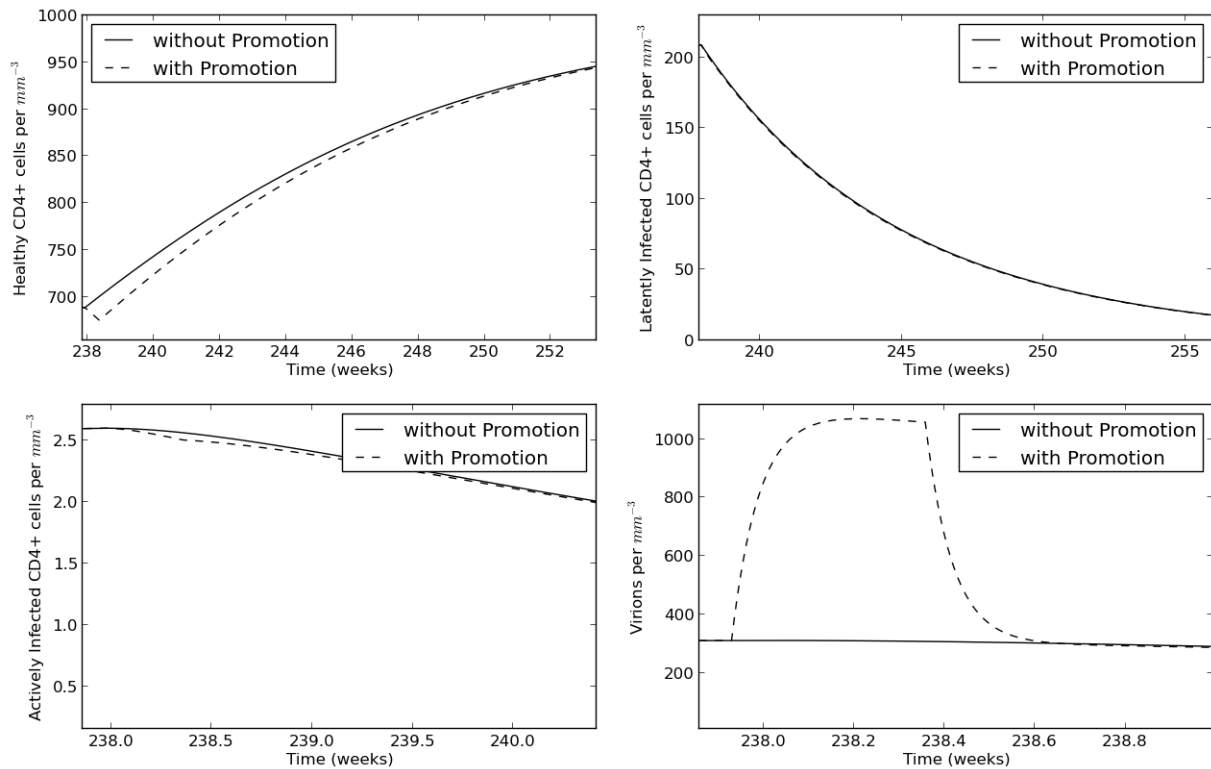 1000
950
900
850
800
750
700
Healthy CD4+ cells per mm⁻³
without Promotion
with Promotion
238 240 242 244 246 248 250 252
Time (weeks)
200
150
100
50
0
Latently Infected CD4+ cells per mm⁻³
without Promotion
with Promotion
240 245 250 255
Time (weeks)
2.5
2.0
1.5
1.0
0.5
Actively Infected CD4+ cells per mm⁻³
without Promotion
with Promotion
238.0 238.5 239.0 239.5 240.0
Time (weeks)
1000
800
600
400
200
Virions per mm⁻³
without Promotion
with Promotion
238.0 238.2 238.4 238.6 238.8
Time (weeks)